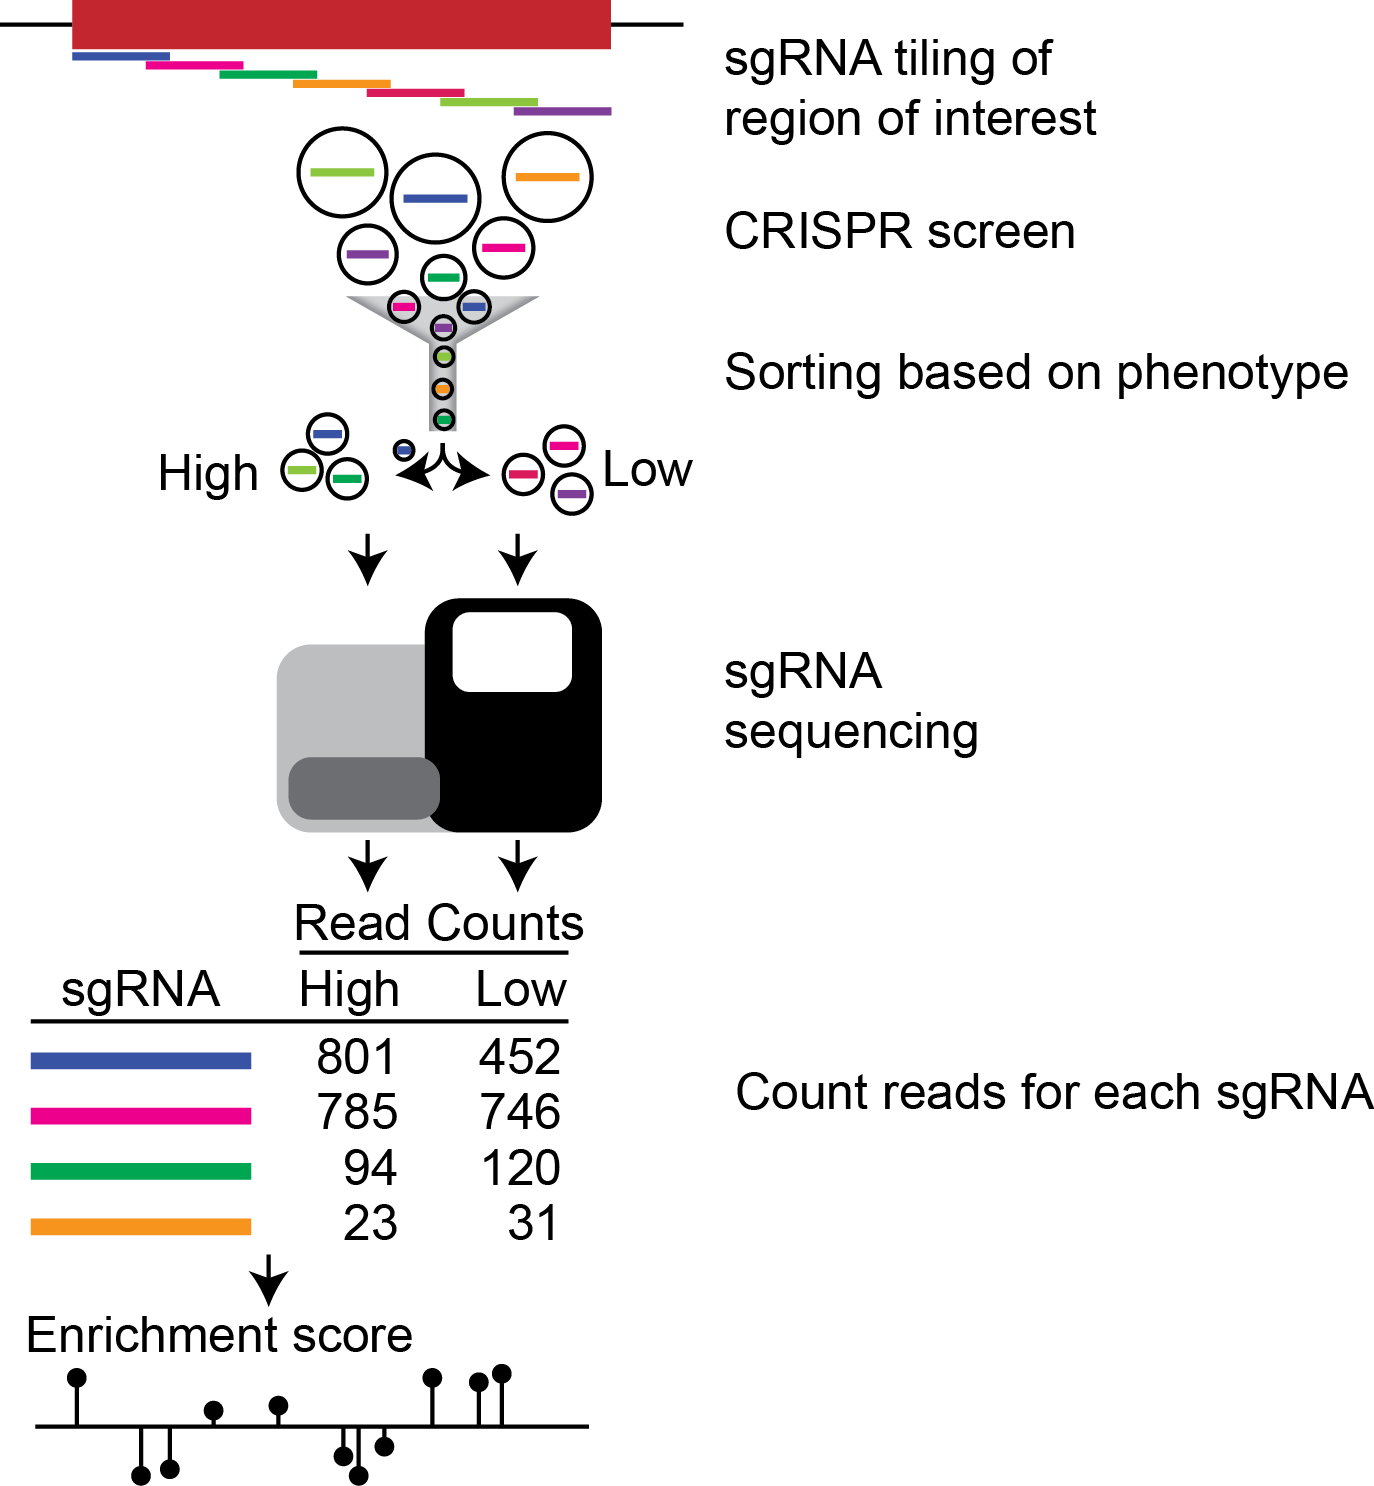 sgRNA tiling of
region of interest
CRISPR screen
Sorting based on phenotype
High
Low
sgRNA
sequencing
Read Counts
sgRNA High Low
801 452
785 746
94 120
23 31
Count reads for each sgRNA
Enrichment score